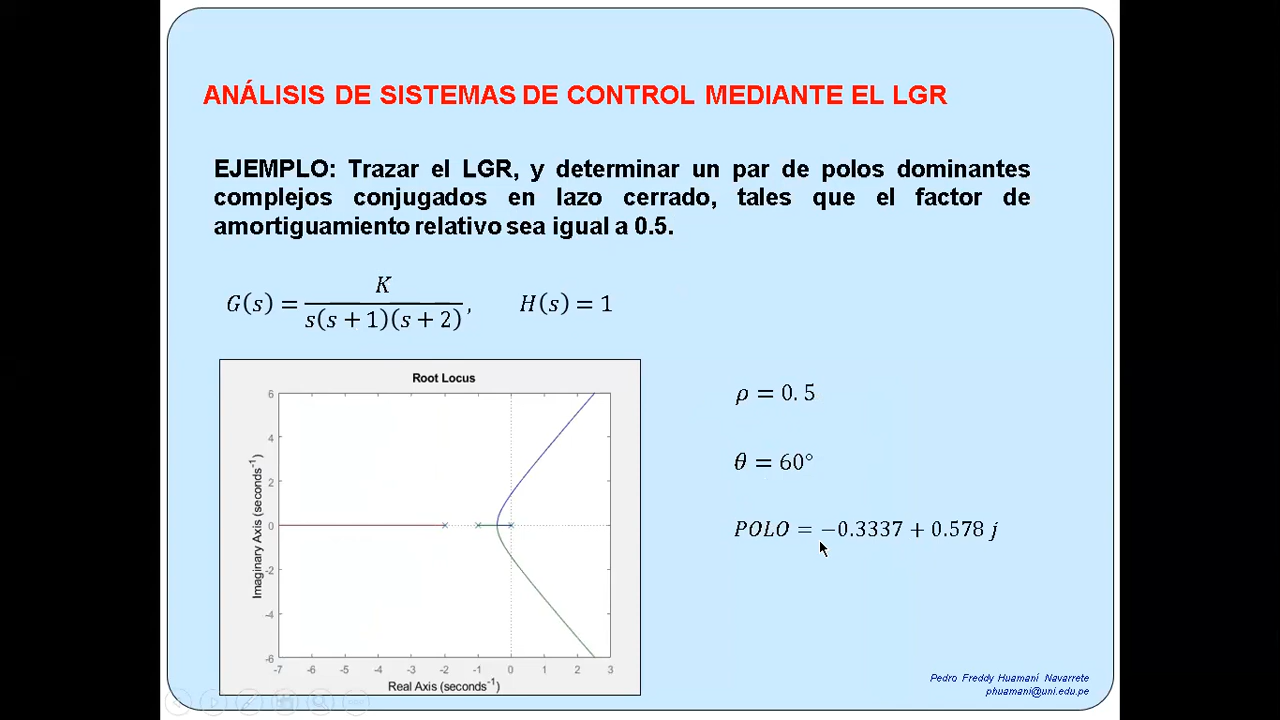 ANÁLISIS DE SISTEMAS DE CONTROL MEDIANTE EL LGR
EJEMPLO: Trazar el LGR, y determinar un par de polos dominantes
complejos conjugados en lazo cerrado, tales que el factor de
amortiguamiento relativo sea igual a 0.5.
G(s) = K / s(s + 1)(s + 2), H(s) = 1
Root Locus
6
4
2
0
-2
-4
-6
Imaginary Axis (seconds⁻¹)
-7 -6 -5 -4 -3 -2 -1 0 1 2 3
Real Axis (seconds⁻¹)
ρ = 0.5
θ = 60°
POLO = −0.3337 + 0.578 j
Pedro Freddy Huamaní Navarrete
phuamani@uni.edu.pe